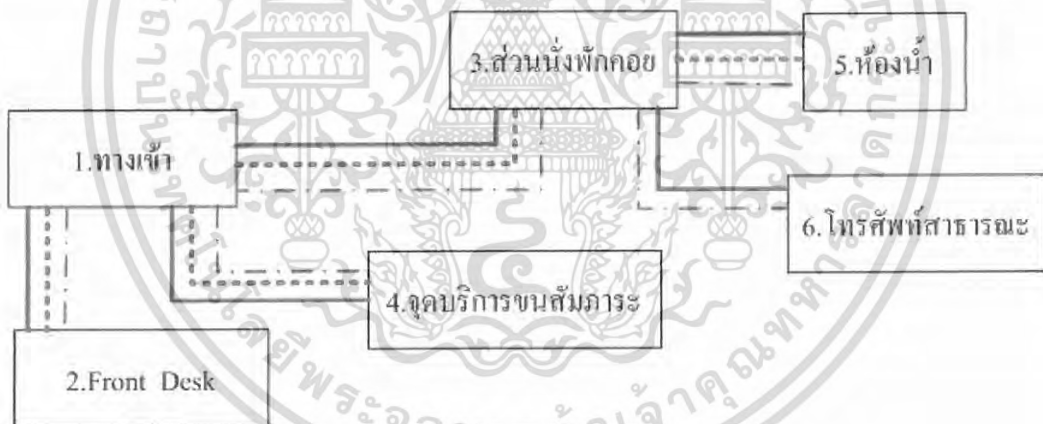 3.ส่วนนั่งพักคอย
5.ห้องน้ำ
1.ทางเข้า
6.โทรศัพท์สาธารณะ
4.จุดบริการขนสัมภาระ
2.Front Desk